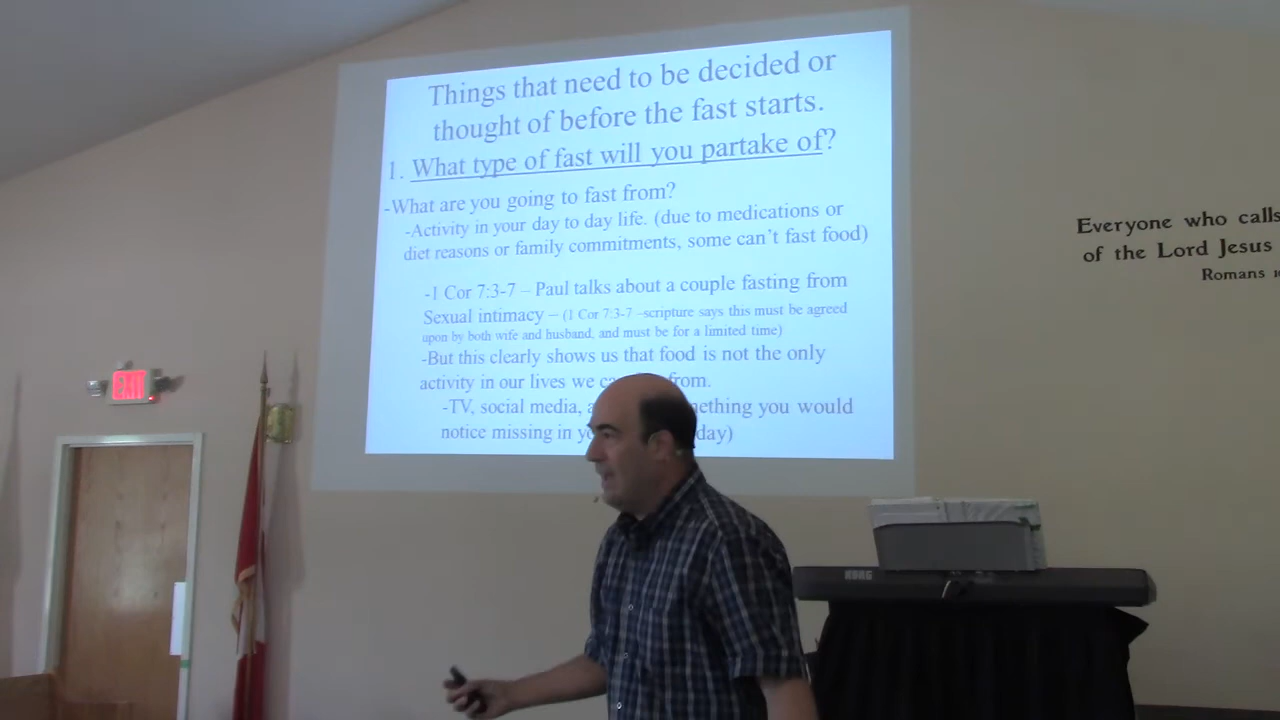 Things that need to be decided or
thought of before the fast starts.
1. What type of fast will you partake of?
-What are you going to fast from?
-Activity in your day to day life. (due to medications or
diet reasons or family commitments, some can't fast food)
-1 Cor 7:3-7 – Paul talks about a couple fasting from
Sexual intimacy – (1 Cor 7:3-7 –scripture says this must be agreed
upon by both wife and husband, and must be for a limited time)
-But this clearly shows us that food is not the only
activity in our lives we from.
-TV, social media, you would
notice missing in day)
Everyone who calls
of the Lord Jesus
Romans
EXIT
KORG